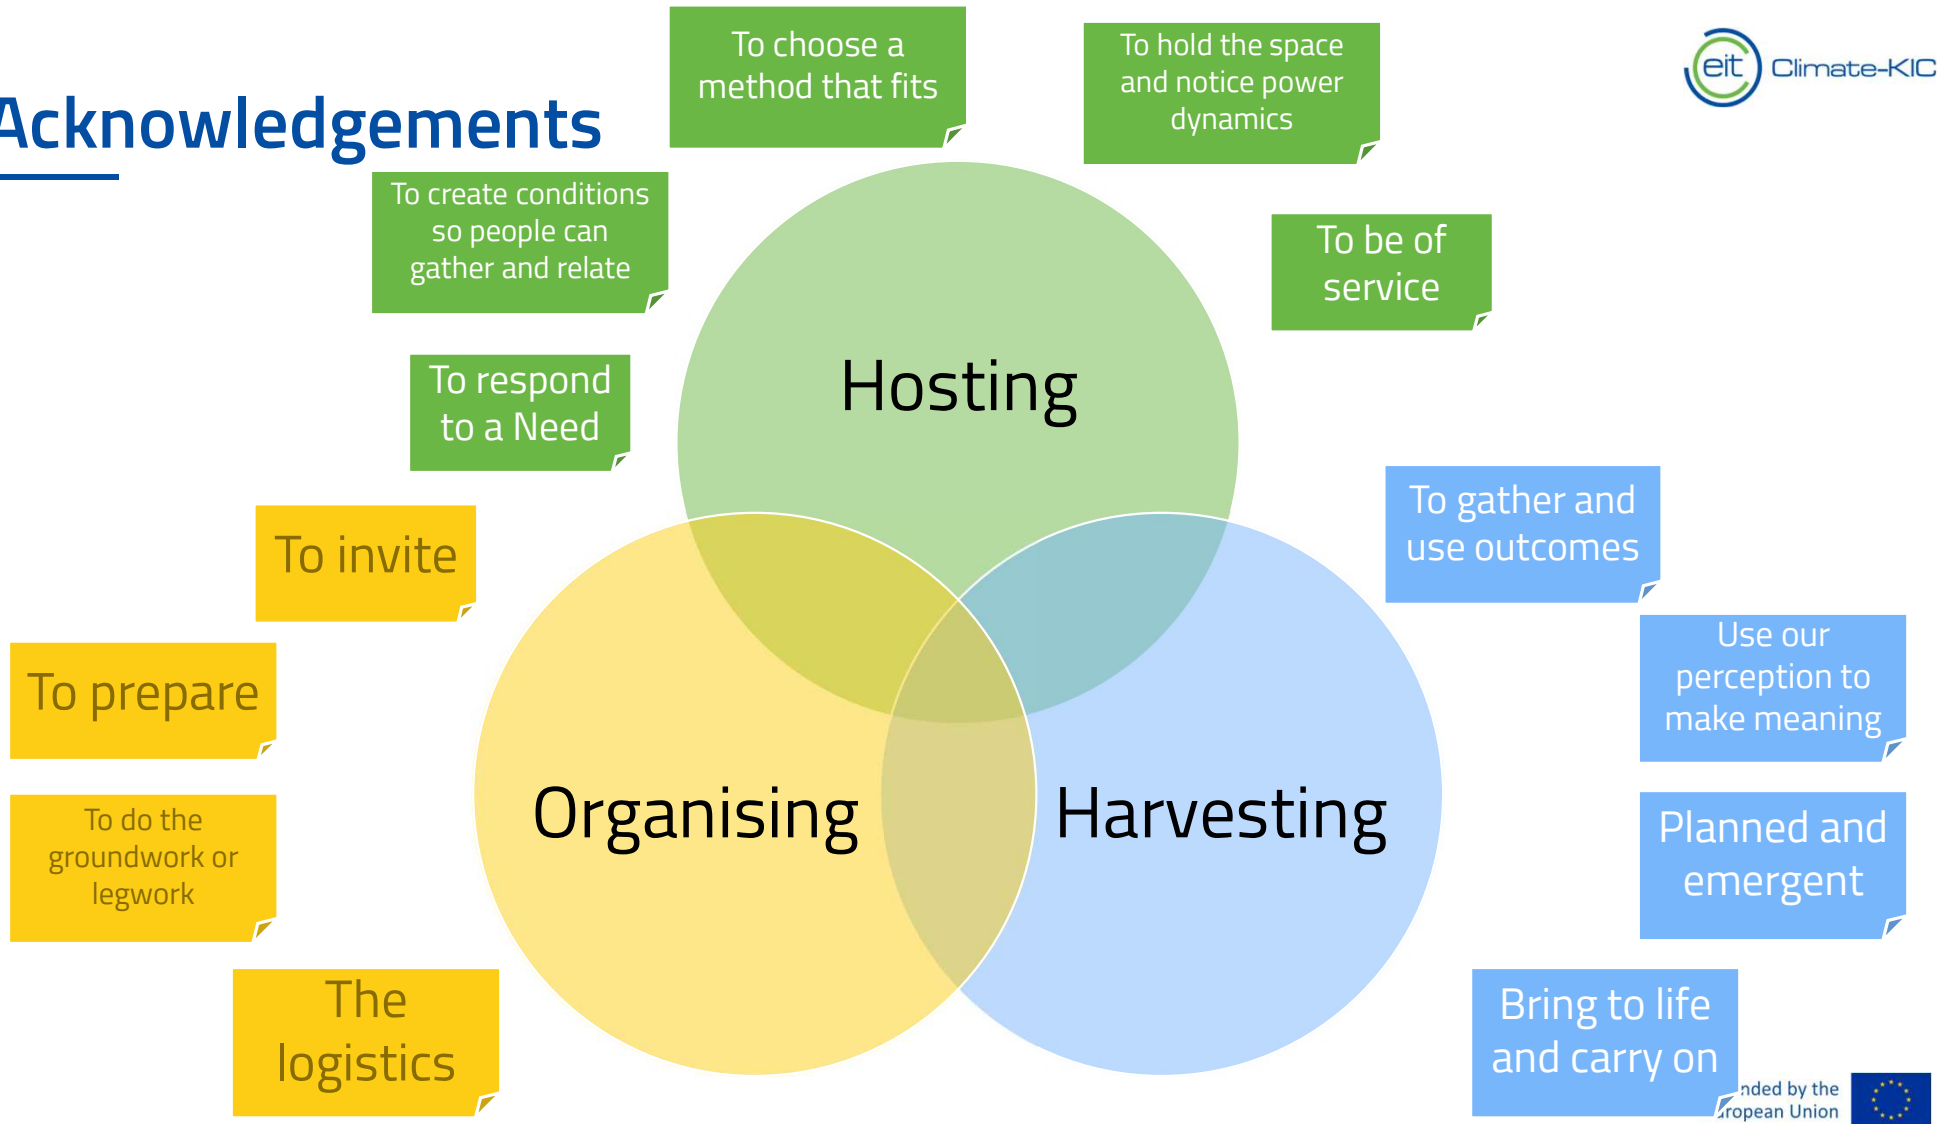 Acknowledgements
To choose a
method that fits
To hold the space
and notice power
dynamics
eit Climate-KIC
To create conditions
so people can
gather and relate
To be of
service
To respond
to a Need
Hosting
To invite
To gather and
use outcomes
To prepare
Use our
perception to
make meaning
To do the
groundwork or
legwork
Organising
Harvesting
Planned and
emergent
The
logistics
Bring to life
and carry on
by the
Union